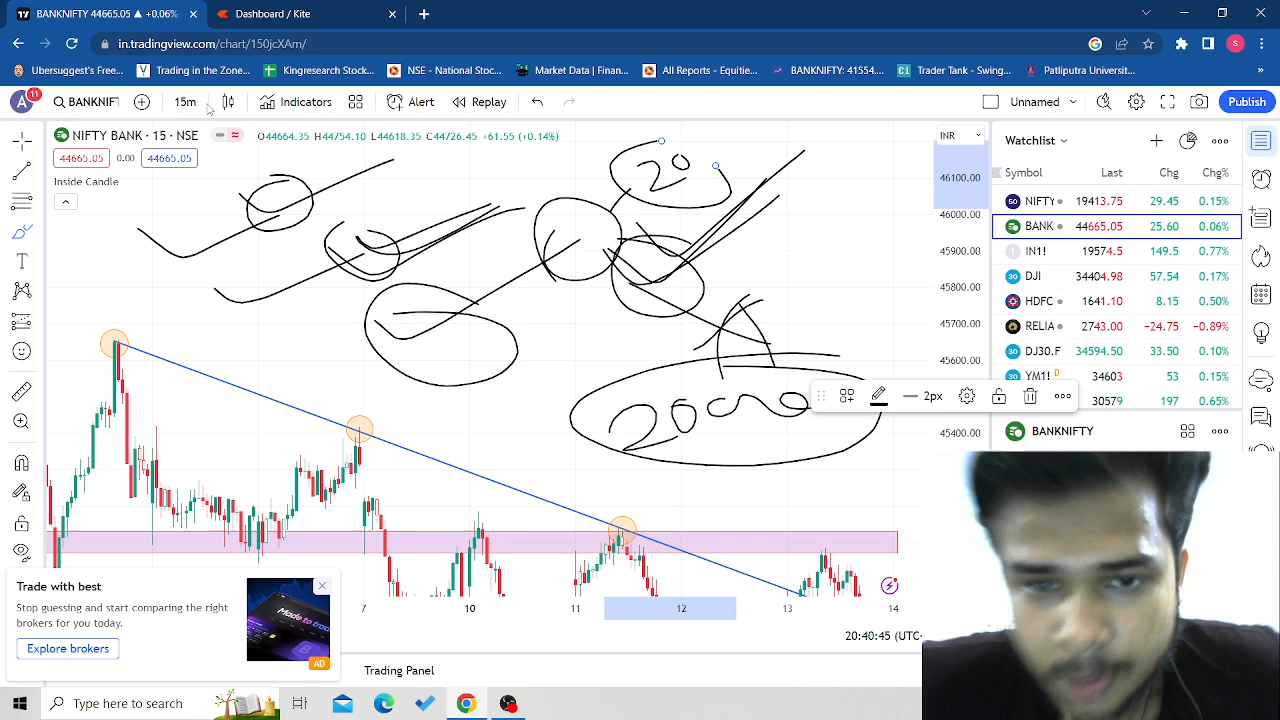 BANKNIFTY 44665.05 ▲ +0.06%
Dashboard / Kite
in.tradingview.com/chart/150jcXAm/
Ubersuggest's Free...
Trading in the Zone...
Kingresearch Stock...
NSE - National Stoc...
Market Data | Finan...
All Reports - Equitie...
BANKNIFTY: 41554....
Trader Tank - Swing...
Patliputra Universit...
A 11
BANKNIFT
15m
Indicators
Alert
Replay
Unnamed
Publish
NIFTY BANK · 15 · NSE
O44664.35 H44754.10 L44618.35 C44726.45 +61.55 (+0.14%)
INR
44665.05 0.00 44665.05
Inside Candle
20
2000
46100.00
46000.00
45900.00
45800.00
45700.00
45600.00
45400.00
2px
Watchlist
Symbol Last Chg Chg%
NIFTY 19413.75 29.45 0.15%
BANK 44665.05 25.60 0.06%
IN1! 19574.5 149.5 0.77%
DJI 34404.98 57.54 0.17%
HDFC 1641.10 8.15 0.50%
RELIA 2743.00 −24.75 −0.89%
DJ30.F 34594.50 33.50 0.10%
YM1! D 34603 53 0.15%
30579 197 0.65%
BANKNIFTY
Trade with best
Stop guessing and start comparing the right
brokers for you today.
Explore brokers
Made to
AD
7 10 11 12 13 14
20:40:45 (UTC
Trading Panel
Type here to search